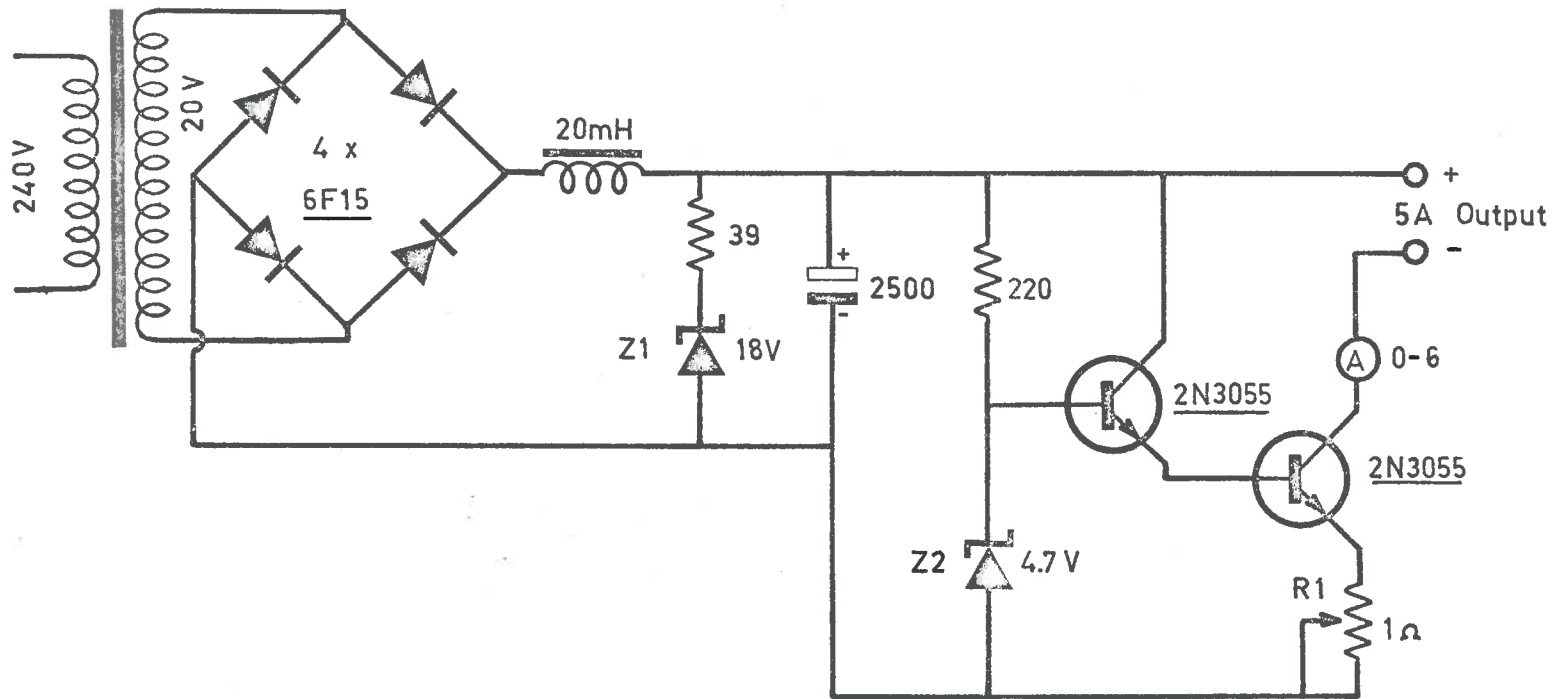 240V
20V
4 x
6F15
20mH
39
Z1
18V
2500
+
-
220
Z2
4.7 V
2N3055
2N3055
+
5A Output
-
A
0-6
R1
1Ω